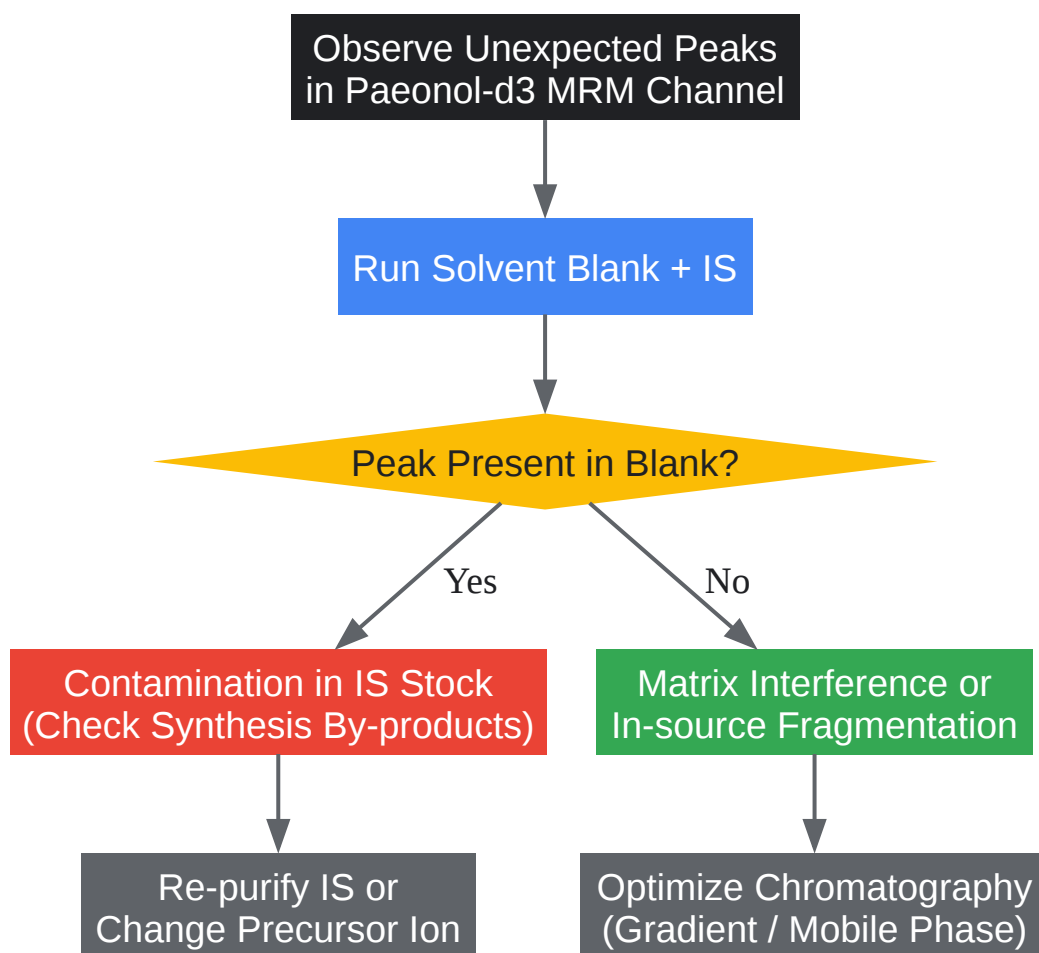 Observe Unexpected Peaks
in Paeonol-d3 MRM Channel
Run Solvent Blank + IS
Peak Present in Blank?
Yes
No
Contamination in IS Stock
(Check Synthesis By-products)
Matrix Interference or
In-source Fragmentation
Re-purify IS or
Change Precursor Ion
Optimize Chromatography
(Gradient / Mobile Phase)